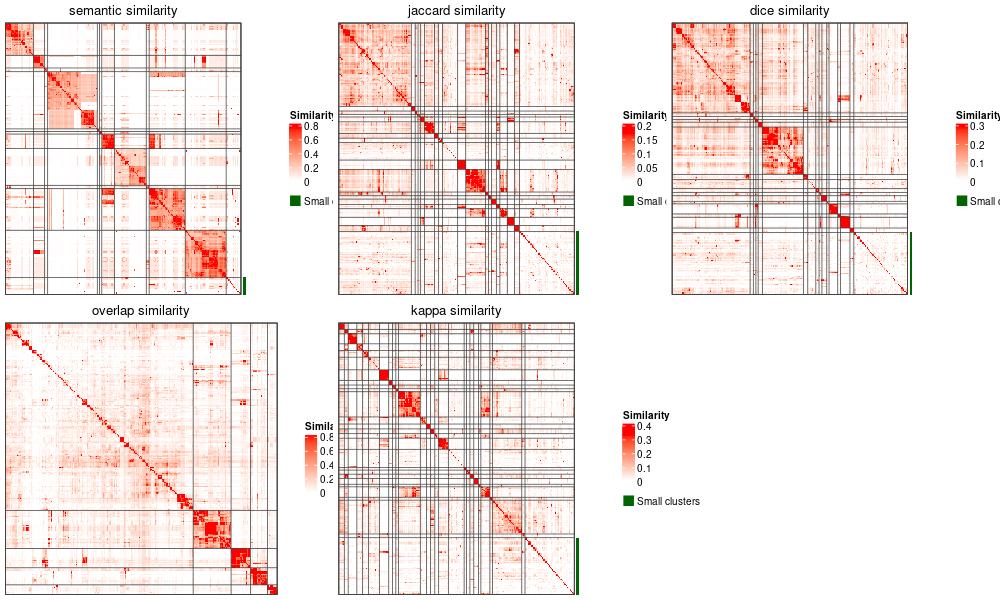 semantic similarity
Similarity
0.8
0.6
0.4
0.2
0
Small
jaccard similarity
Similarity
0.2
0.15
0.1
0.05
0
Small
dice similarity
Similarity
0.3
0.2
0.1
0
Small
overlap similarity
0.8
0.6
0.4
0.2
0
kappa similarity
Similarity
0.4
0.3
0.2
0.1
0
Small clusters